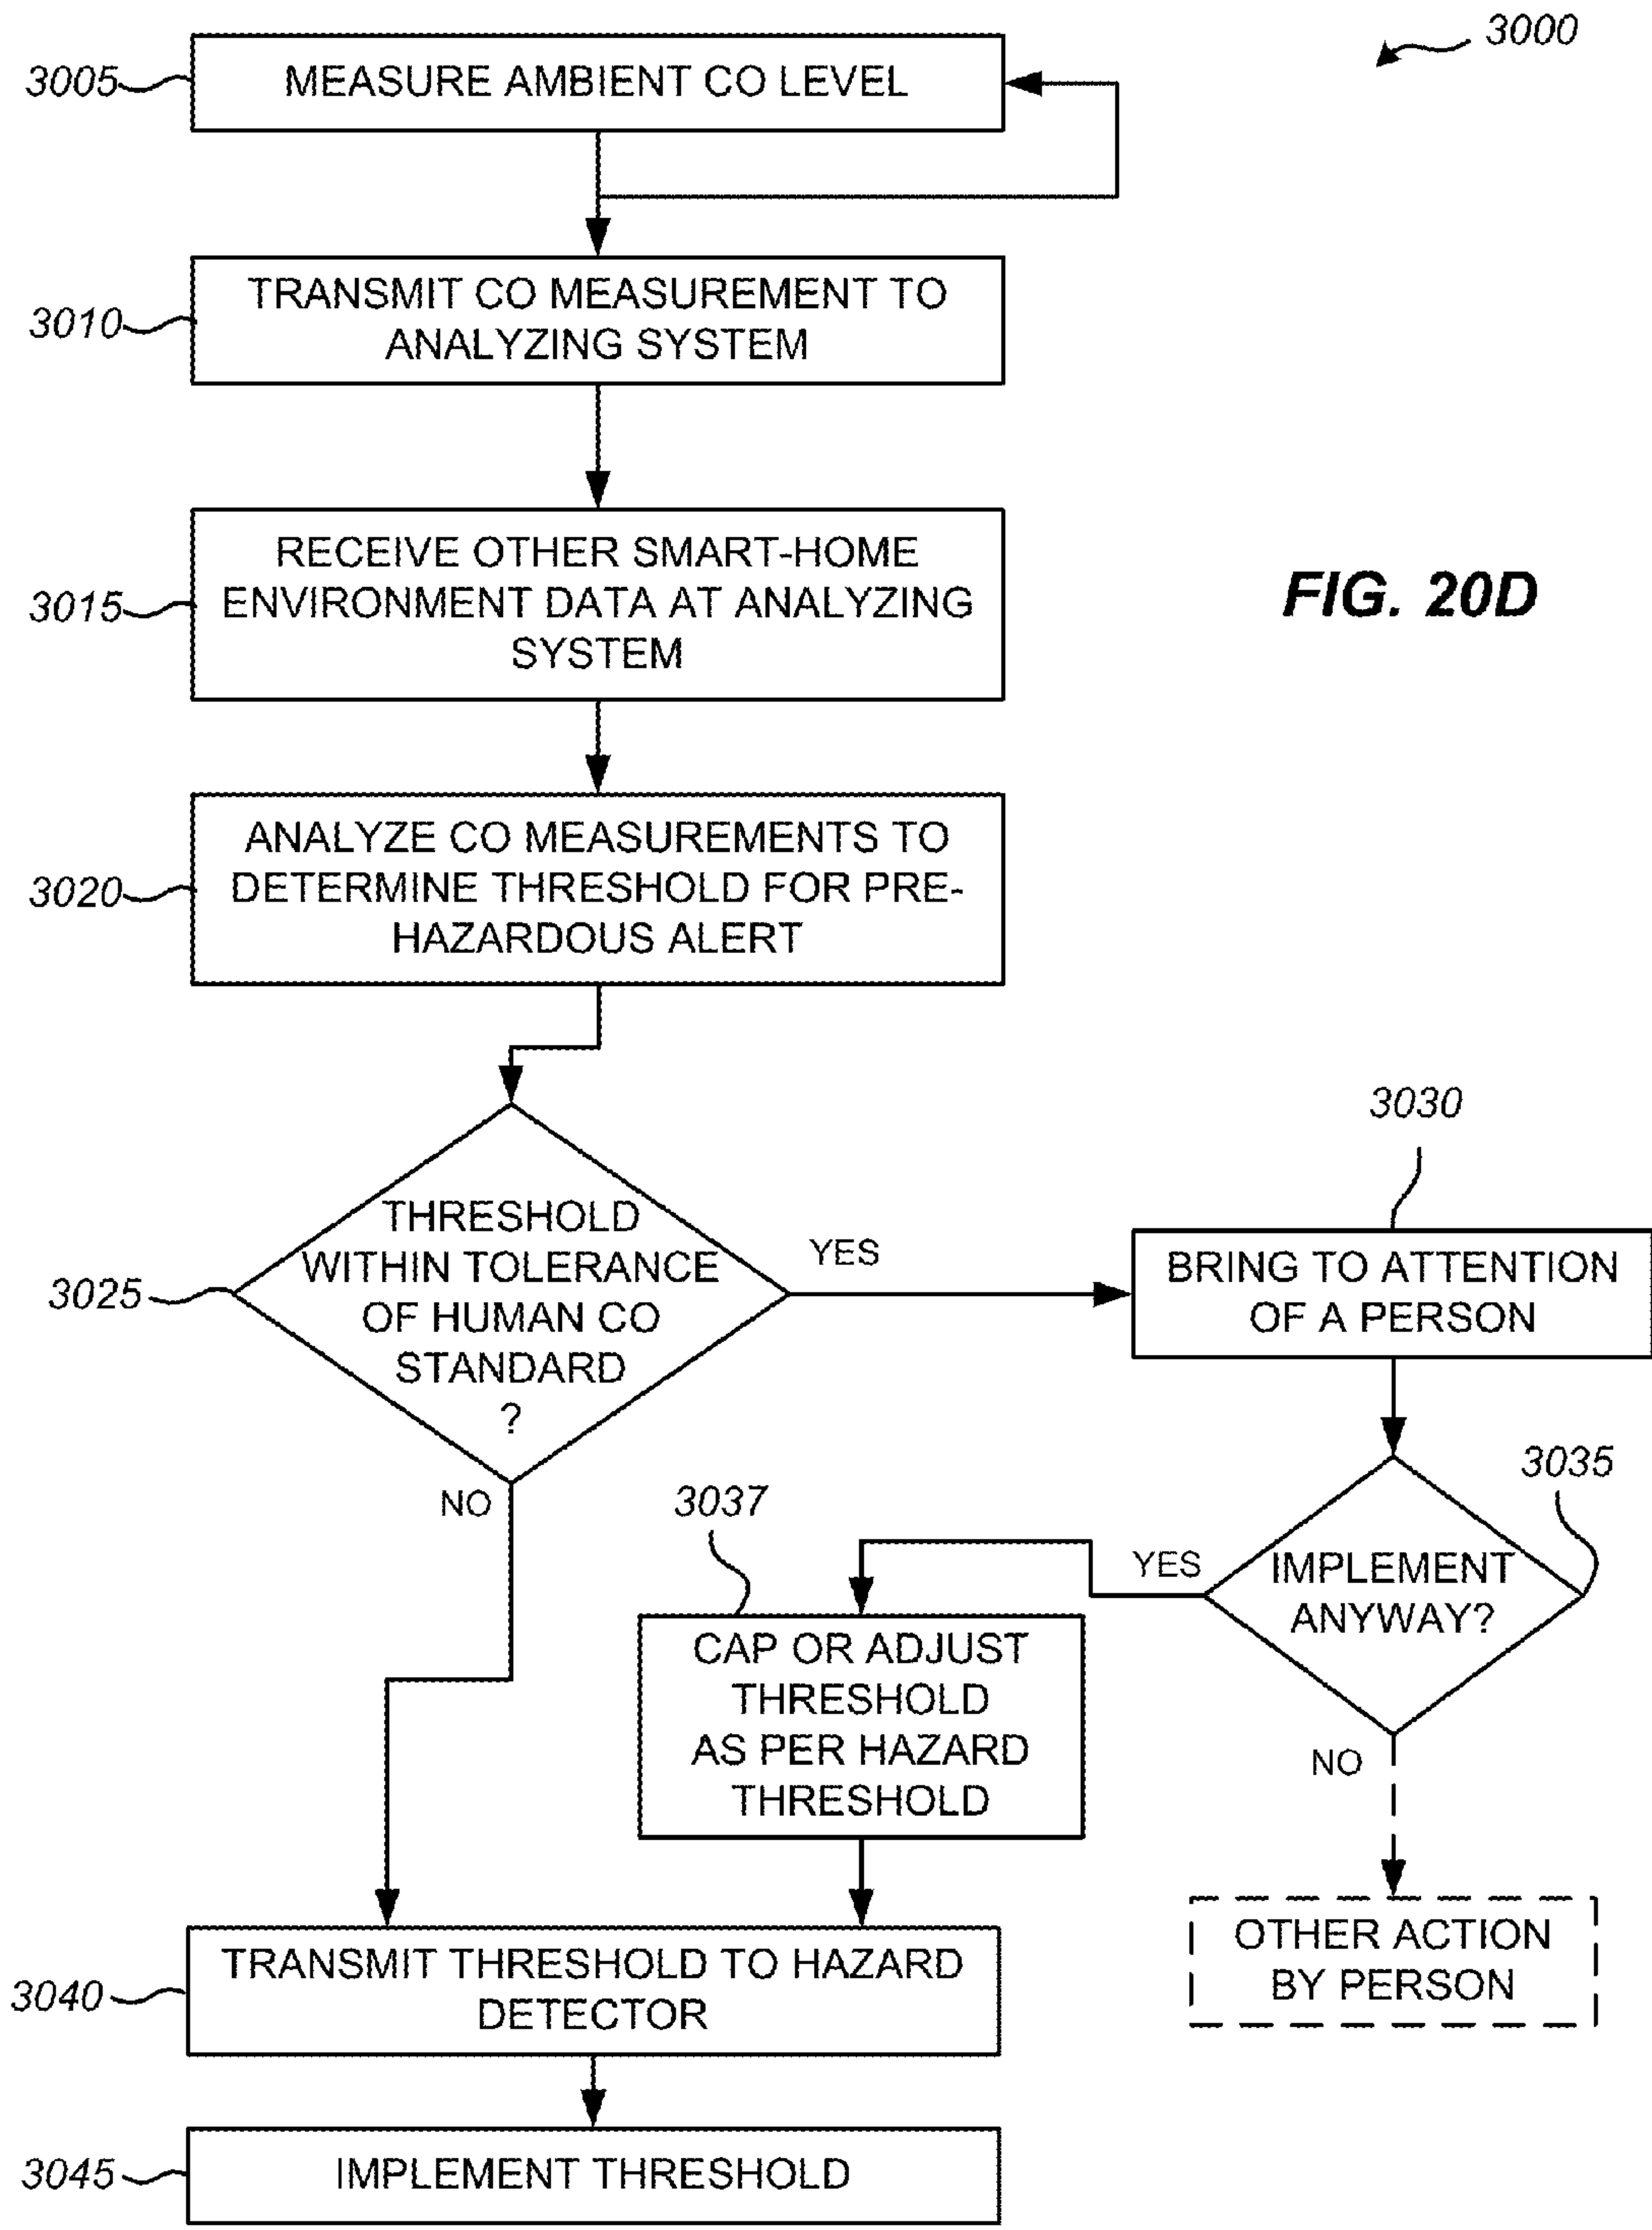 3000
3005
MEASURE AMBIENT CO LEVEL
3010
TRANSMIT CO MEASUREMENT TO
ANALYZING SYSTEM
3015
RECEIVE OTHER SMART-HOME
ENVIRONMENT DATA AT ANALYZING
SYSTEM
FIG. 20D
3020
ANALYZE CO MEASUREMENTS TO
DETERMINE THRESHOLD FOR PRE-
HAZARDOUS ALERT
3025
THRESHOLD
WITHIN TOLERANCE
OF HUMAN CO
STANDARD
?
YES
NO
3030
BRING TO ATTENTION
OF A PERSON
3035
IMPLEMENT
ANYWAY?
YES
NO
3037
CAP OR ADJUST
THRESHOLD
AS PER HAZARD
THRESHOLD
OTHER ACTION
BY PERSON
3040
TRANSMIT THRESHOLD TO HAZARD
DETECTOR
3045
IMPLEMENT THRESHOLD